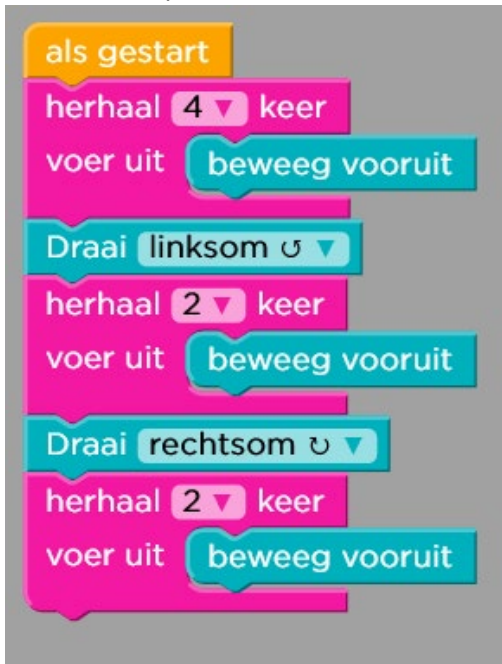 als gestart
herhaal 4 ▼ keer
voer uit beweeg vooruit
Draai linksom ↺ ▼
herhaal 2 ▼ keer
voer uit beweeg vooruit
Draai rechtsom ↻ ▼
herhaal 2 ▼ keer
voer uit beweeg vooruit